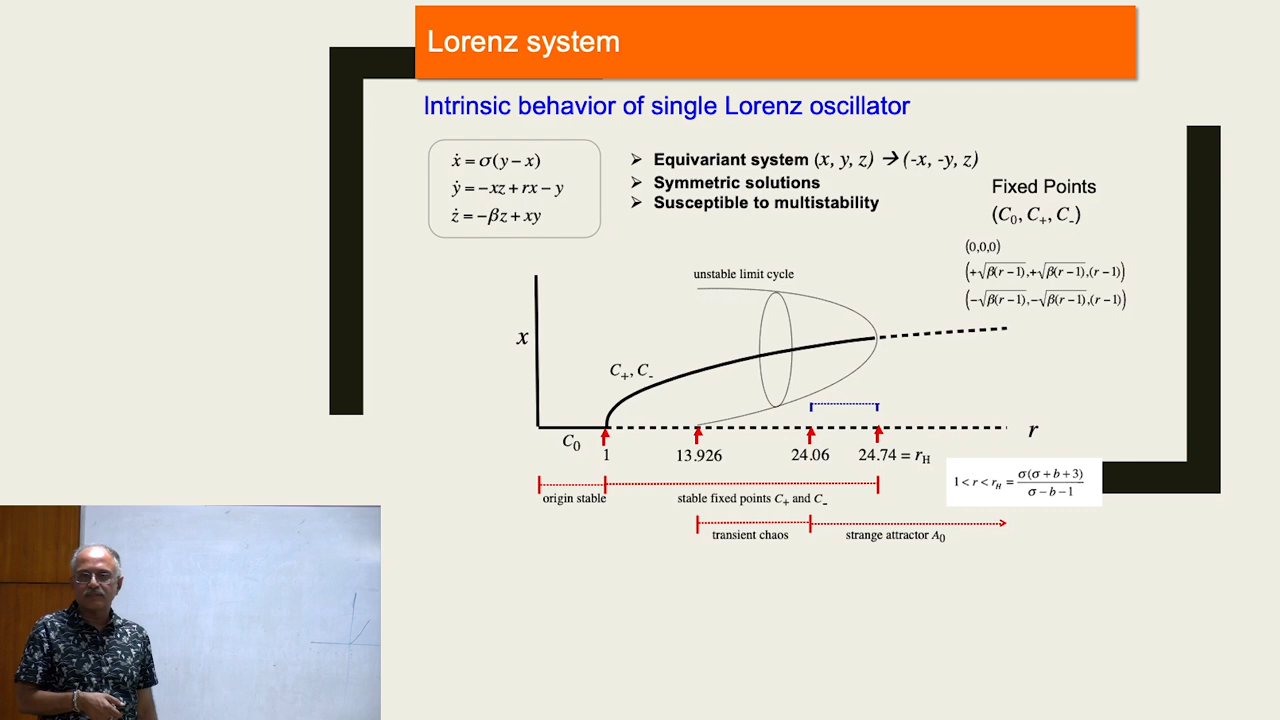 Lorenz system
Intrinsic behavior of single Lorenz oscillator
ẋ = σ(y − x)
ẏ = −xz + rx − y
ż = −βz + xy
➢ Equivariant system (x, y, z) → (-x, -y, z)
➢ Symmetric solutions
➢ Susceptible to multistability
Fixed Points
(C₀, C₊, C₋)
(0,0,0)
(+√β(r−1),+√β(r−1),(r−1))
(−√β(r−1),−√β(r−1),(r−1))
unstable limit cycle
x
C₊, C₋
C₀
r
1
13.926
24.06
24.74 = r_H
1 < r < r_H = σ(σ + b + 3) / σ − b − 1
origin stable
stable fixed points C₊ and C₋
transient chaos
strange attractor A₀